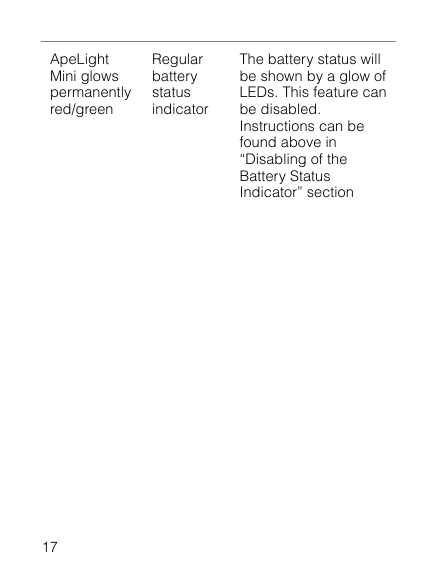 ApeLight
Mini glows
permanently
red/green
Regular
battery
status
indicator
The battery status will
be shown by a glow of
LEDs. This feature can
be disabled.
Instructions can be
found above in
“Disabling of the
Battery Status
Indicator” section
17